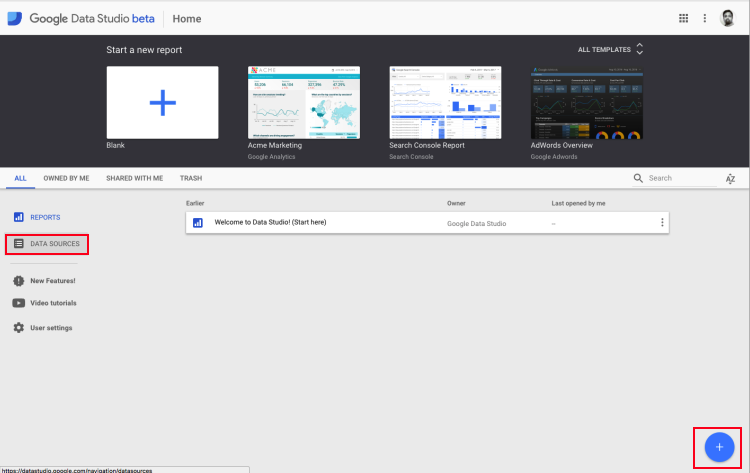 Google Data Studio beta Home
Start a new report
ALL TEMPLATES
Blank
Acme Marketing
Google Analytics
Search Console Report
Search Console
AdWords Overview
Google Adwords
ALL OWNED BY ME SHARED WITH ME TRASH
Search
AZ
Earlier Owner Last opened by me
REPORTS
Welcome to Data Studio! (Start here) Google Data Studio --
DATA SOURCES
New Features!
Video tutorials
User settings
https://datastudio.google.com/navigation/datasources